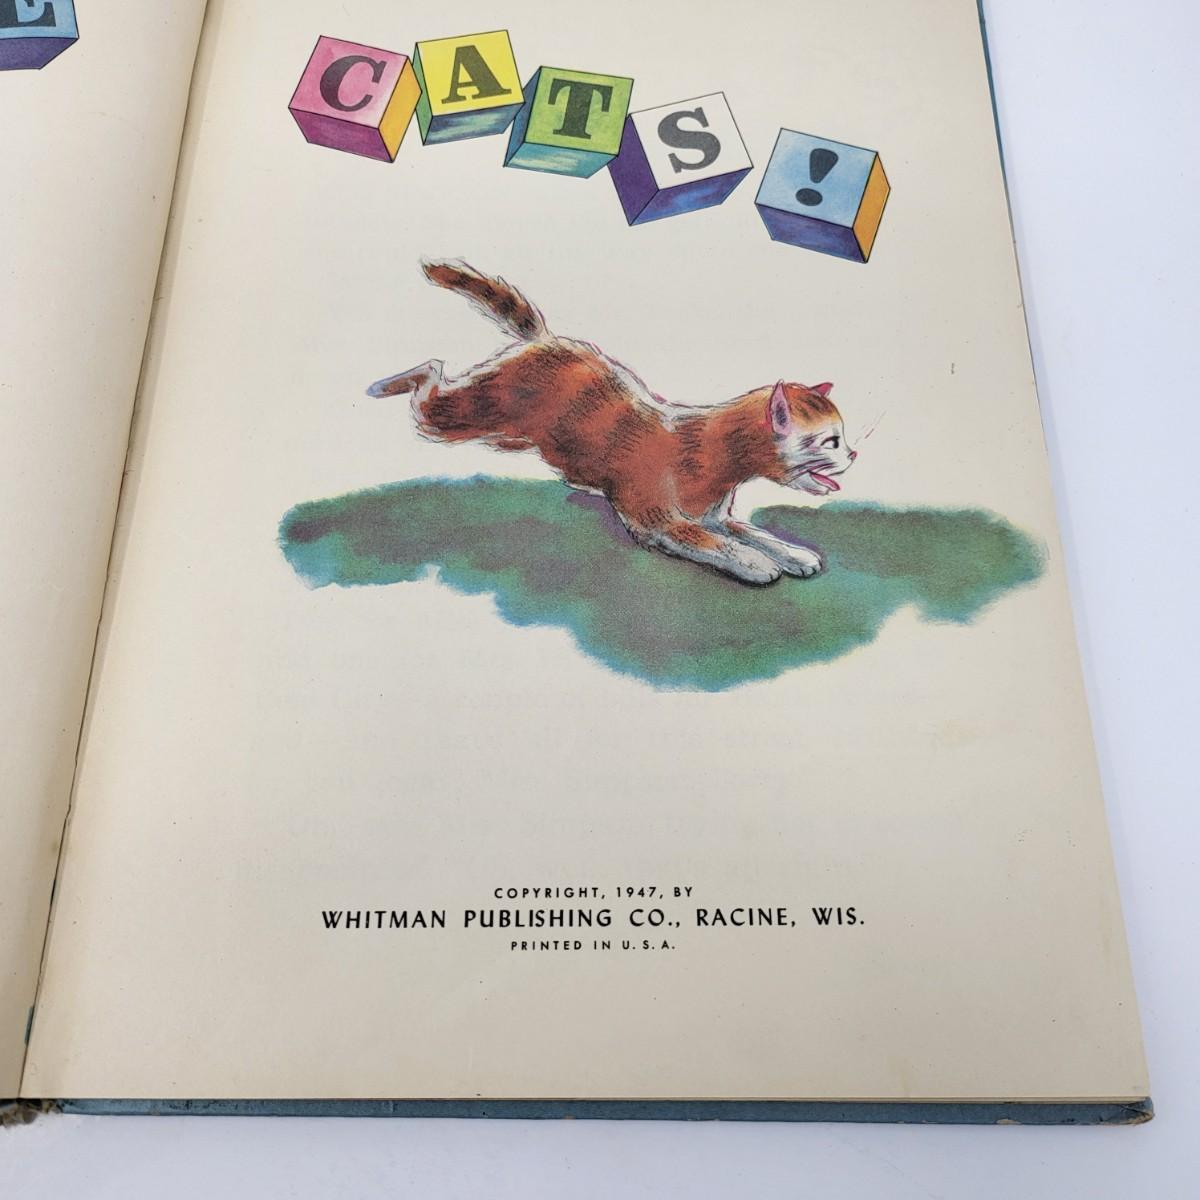 E
CATS!
COPYRIGHT, 1947, BY
WHITMAN PUBLISHING CO., RACINE, WIS.
PRINTED IN U. S. A.